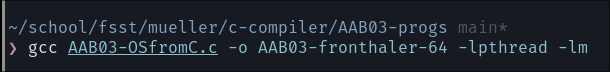 ~/school/fsst/mueller/c-compiler/AAB03-progs main*
❯ gcc AAB03-OSfromC.c -o AAB03-fronthaler-64 -lpthread -lm